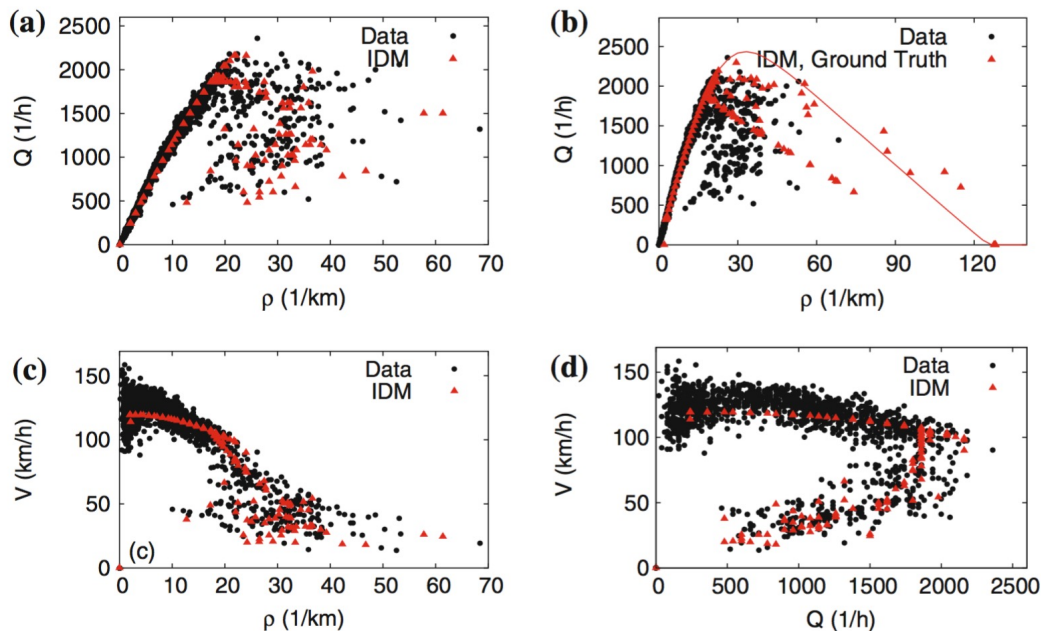 (a)
2500
2000
1500
1000
500
0
Q (1/h)
Data
IDM
0 10 20 30 40 50 60 70
ρ (1/km)
(b)
2500
2000
1500
1000
500
0
Q (1/h)
Data
IDM, Ground Truth
0 30 60 90 120
ρ (1/km)
(c)
150
100
50
0
V (km/h)
Data
IDM
(c)
0 10 20 30 40 50 60 70
ρ (1/km)
(d)
150
100
50
0
V (km/h)
Data
IDM
0 500 1000 1500 2000 2500
Q (1/h)